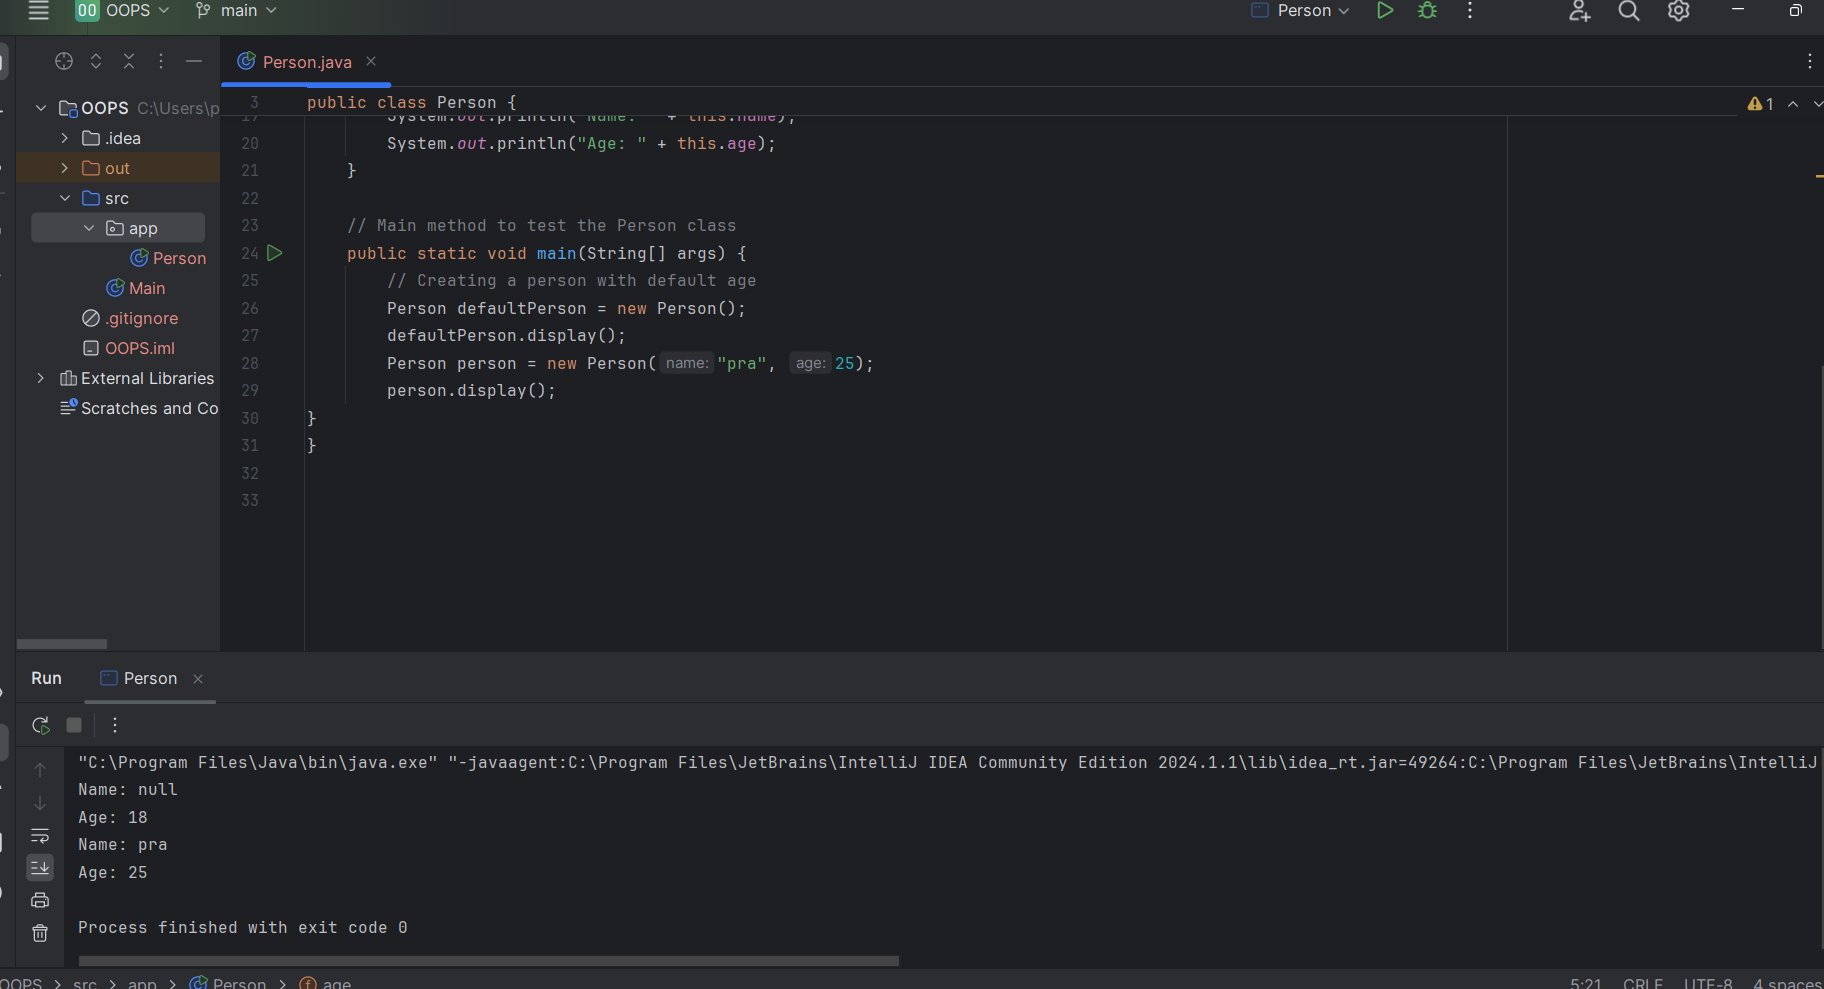 OOPS main Person
Person.java
OOPS C:\Users\p
.idea
out
src
app
Person
Main
.gitignore
OOPS.iml
External Libraries
Scratches and Co
3 public class Person {
1
System.out.println("Name: " + this.name);
20 System.out.println("Age: " + this.age);
21 }
22
23 // Main method to test the Person class
24 public static void main(String[] args) {
25 // Creating a person with default age
26 Person defaultPerson = new Person();
27 defaultPerson.display();
28 Person person = new Person( name: "pra", age: 25);
29 person.display();
30 }
31 }
32
33
Run Person
"C:\Program Files\Java\bin\java.exe" "-javaagent:C:\Program Files\JetBrains\IntelliJ IDEA Community Edition 2024.1.1\lib\idea_rt.jar=49264:C:\Program Files\JetBrains\IntelliJ
Name: null
Age: 18
Name: pra
Age: 25
Process finished with exit code 0
OOPS > src > app > Person > age 5:21 CRLF UTF-8 4 spaces